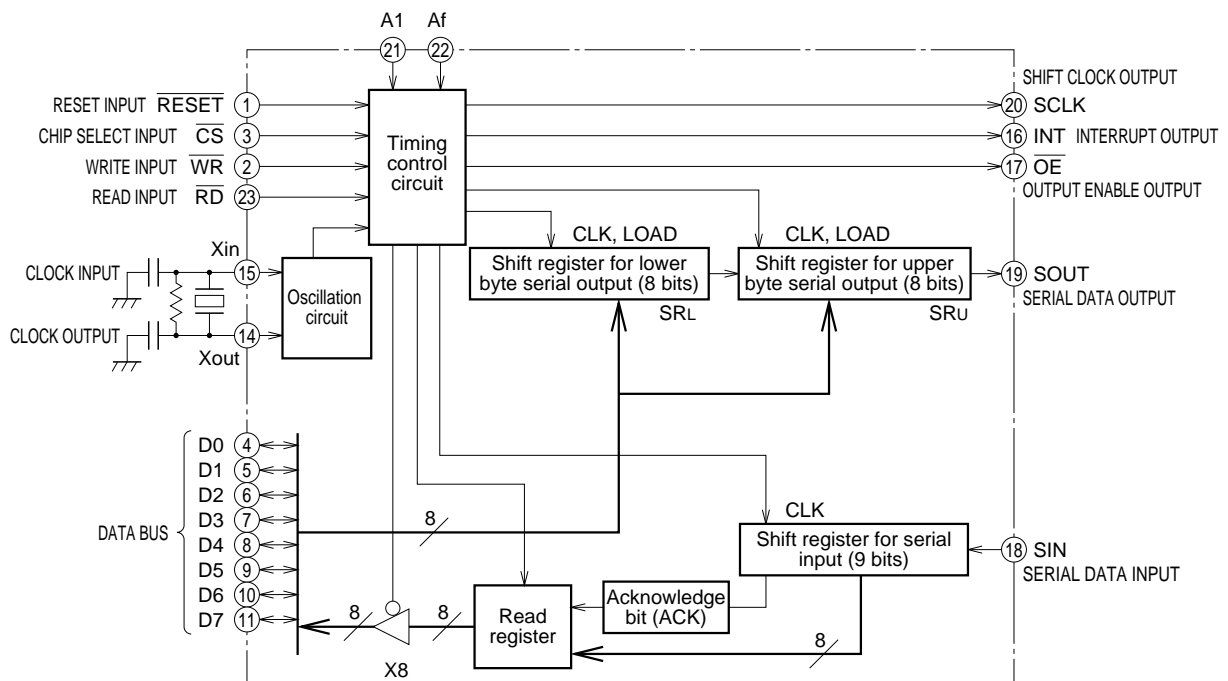 A1
Af
21
22
SHIFT CLOCK OUTPUT
RESET INPUT RESET 1
20 SCLK
CHIP SELECT INPUT CS 3
16 INT INTERRUPT OUTPUT
WRITE INPUT WR 2
17 OE
READ INPUT RD 23
OUTPUT ENABLE OUTPUT
Timing
control
circuit
CLK, LOAD
CLK, LOAD
Xin
CLOCK INPUT
15
Oscillation
circuit
CLOCK OUTPUT
14
Xout
Shift register for lower
byte serial output (8 bits)
SRL
Shift register for upper
byte serial output (8 bits)
SRU
19 SOUT
SERIAL DATA OUTPUT
DATA BUS
D0 4
D1 5
D2 6
D3 7
D4 8
D5 9
D6 10
D7 11
8
CLK
Shift register for serial
input (9 bits)
18 SIN
SERIAL DATA INPUT
Acknowledge
bit (ACK)
Read
register
8
8
8
X8